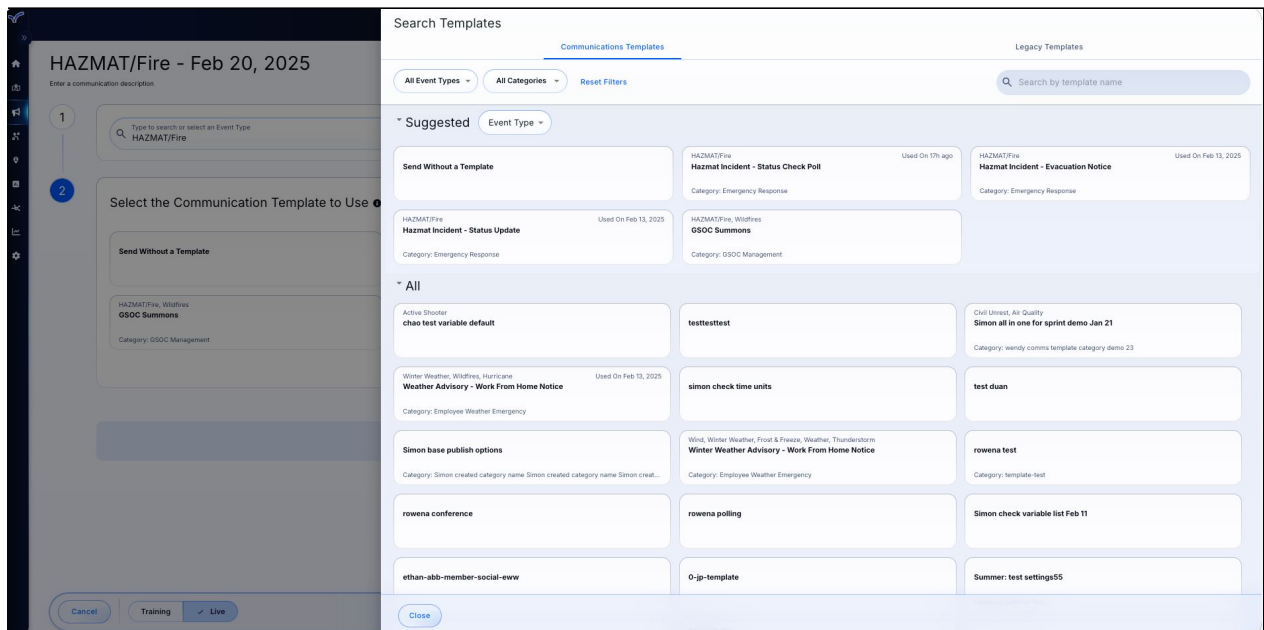 HAZMAT/Fire - Feb 20, 2025
Enter a communication description
1
Type to search or select an Event Type
HAZMAT/Fire
2
Select the Communication Template to Use
Send Without a Template
HAZMAT/Fire, Wildfires
GSOC Summons
Category: GSOC Management
Cancel
Training
Live
Search Templates
Communications Templates
Legacy Templates
All Event Types
All Categories
Reset Filters
Search by template name
Suggested
Event Type
Send Without a Template
HAZMAT/Fire Used On 17h ago
Hazmat Incident - Status Check Poll
Category: Emergency Response
HAZMAT/Fire Used On Feb 13, 2025
Hazmat Incident - Evacuation Notice
Category: Emergency Response
HAZMAT/Fire Used On Feb 13, 2025
Hazmat Incident - Status Update
Category: Emergency Response
HAZMAT/Fire, Wildfires
GSOC Summons
Category: GSOC Management
All
Active Shooter
chao test variable default
testtesttest
Civil Unrest, Air Quality
Simon all in one for sprint demo Jan 21
Category: wendy comms template category demo 23
Winter Weather, Wildfires, Hurricane Used On Feb 13, 2025
Weather Advisory - Work From Home Notice
Category: Employee Weather Emergency
simon check time units
test duan
Simon base publish options
Category: Simon created category name Simon created category name Simon creat...
Wind, Winter Weather, Frost & Freeze, Weather, Thunderstorm
Winter Weather Advisory - Work From Home Notice
Category: Employee Weather Emergency
rowena test
Category: template-test
rowena conference
rowena polling
Simon check variable list Feb 11
ethan-abb-member-social-eww
0-jp-template
Summer: test settings55
Close